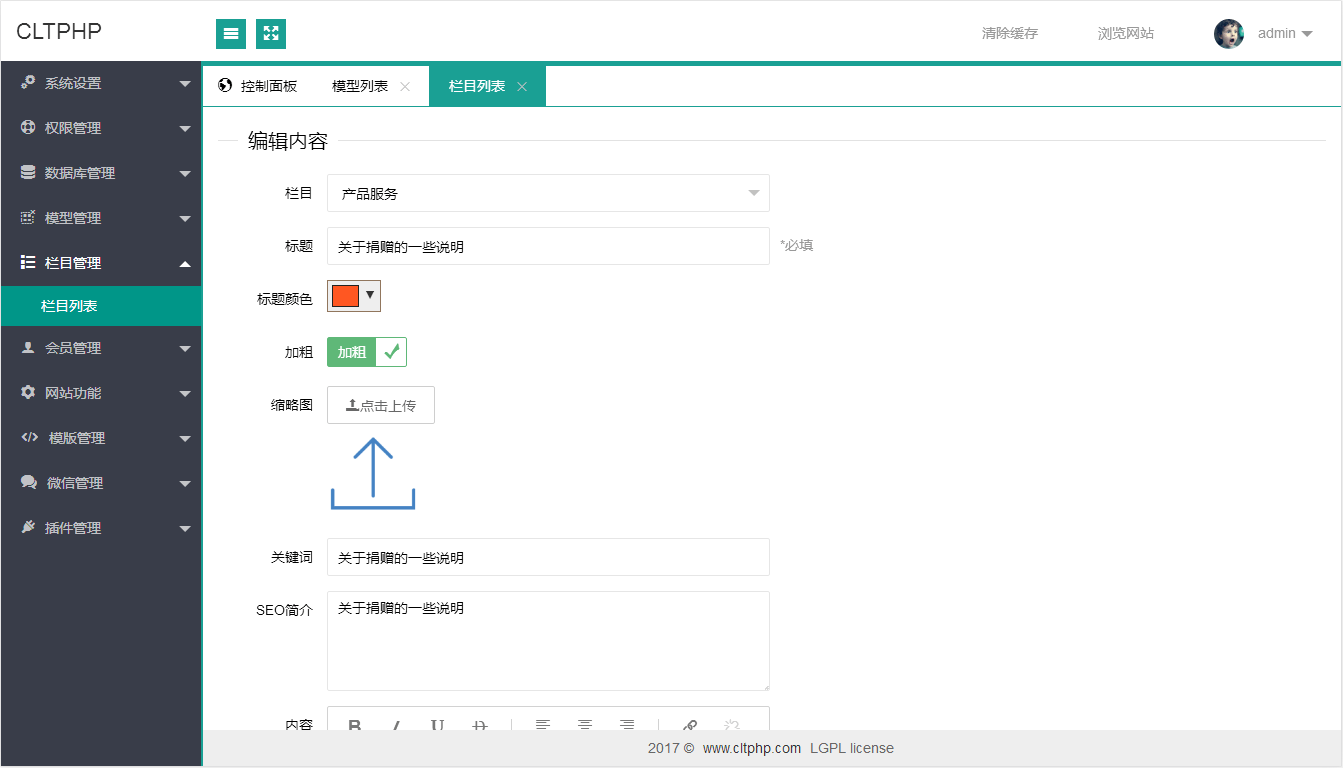 CLTPHP
清除缓存
浏览网站
admin
系统设置
权限管理
数据库管理
模型管理
栏目管理
栏目列表
会员管理
网站功能
模版管理
微信管理
插件管理
控制面板
模型列表
栏目列表
编辑内容
栏目
产品服务
标题
关于捐赠的一些说明
*必填
标题颜色
加粗
加粗
缩略图
点击上传
关键词
关于捐赠的一些说明
SEO简介
关于捐赠的一些说明
内容
2017 © www.cltphp.com LGPL license